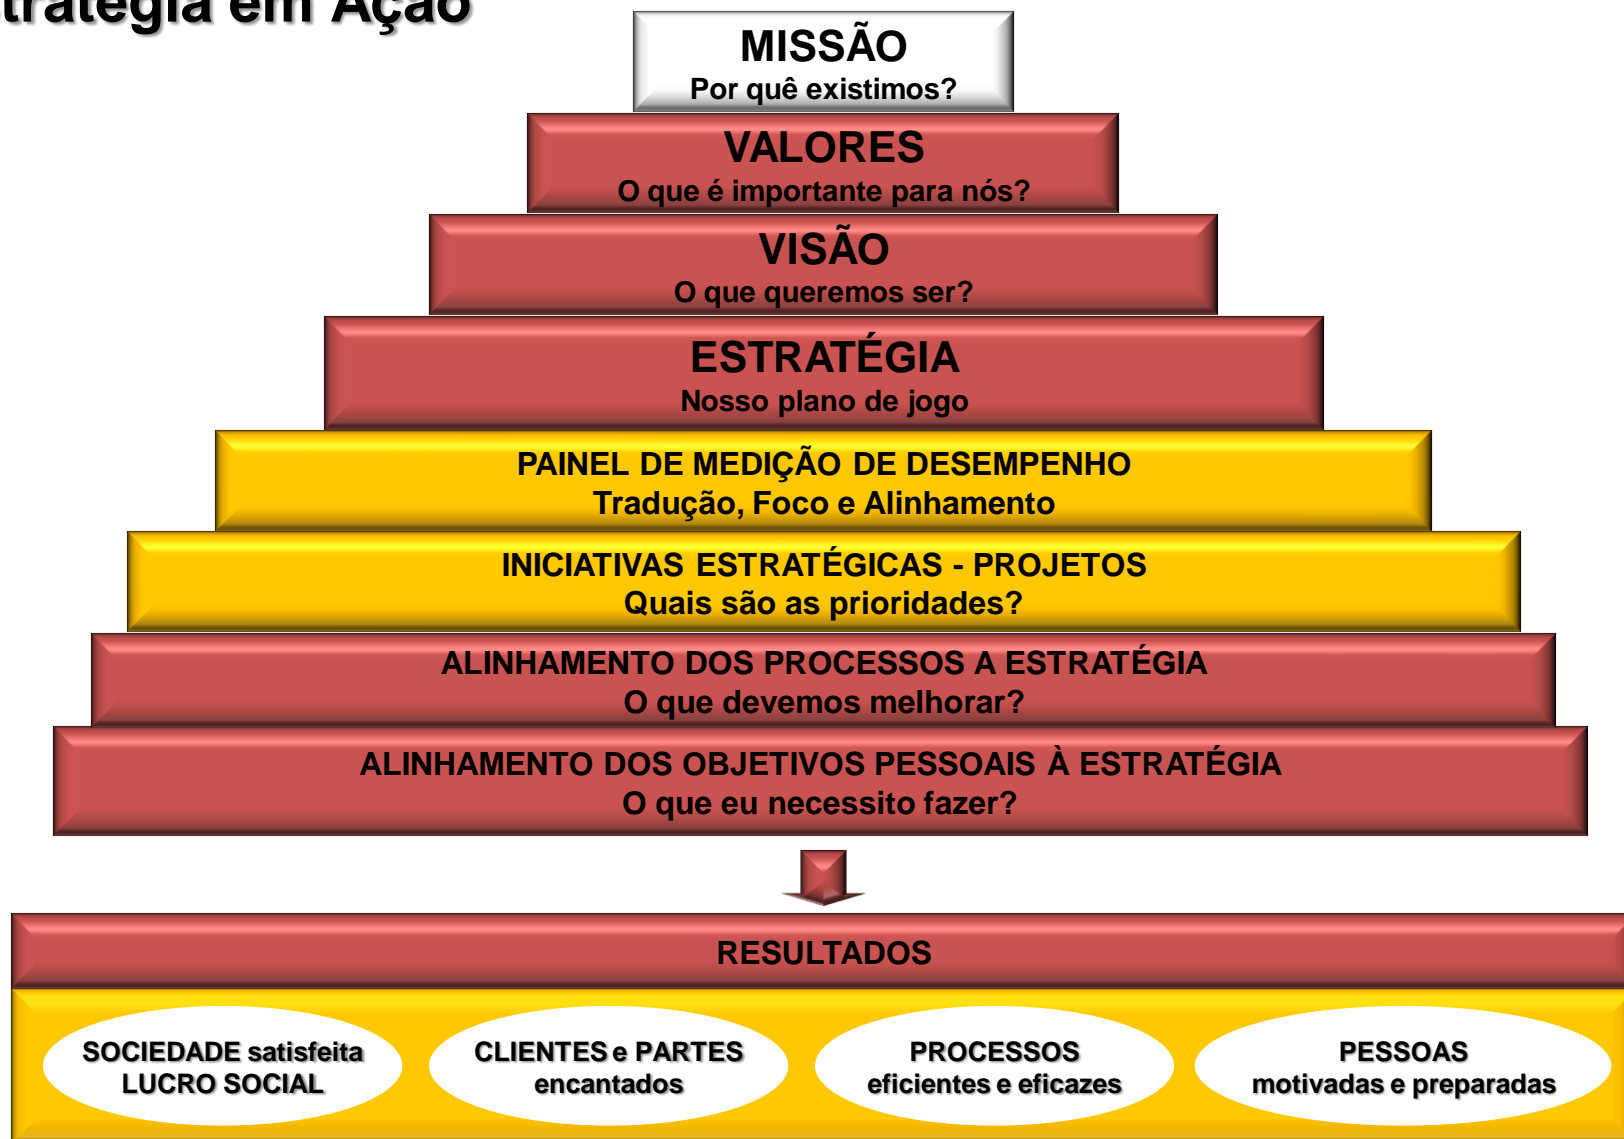 tratégia em Ação
MISSÃO
Por quê existimos?
VALORES
O que é importante para nós?
VISÃO
O que queremos ser?
ESTRATÉGIA
Nosso plano de jogo
PAINEL DE MEDIÇÃO DE DESEMPENHO
Tradução, Foco e Alinhamento
INICIATIVAS ESTRATÉGICAS - PROJETOS
Quais são as prioridades?
ALINHAMENTO DOS PROCESSOS A ESTRATÉGIA
O que devemos melhorar?
ALINHAMENTO DOS OBJETIVOS PESSOAIS À ESTRATÉGIA
O que eu necessito fazer?
RESULTADOS
SOCIEDADE satisfeita
LUCRO SOCIAL
CLIENTES e PARTES
encantados
PROCESSOS
eficientes e eficazes
PESSOAS
motivadas e preparadas